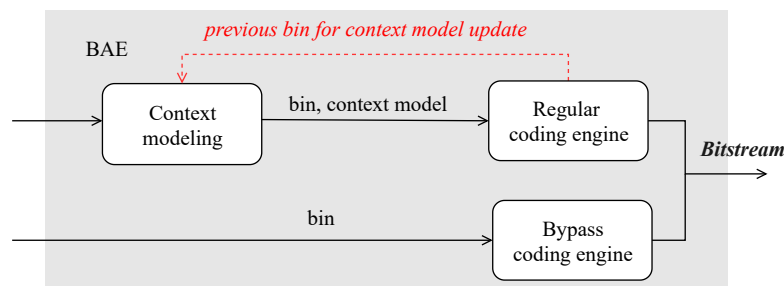 previous bin for context model update
BAE
Context
modeling
bin, context model
Regular
coding engine
Bitstream
bin
Bypass
coding engine